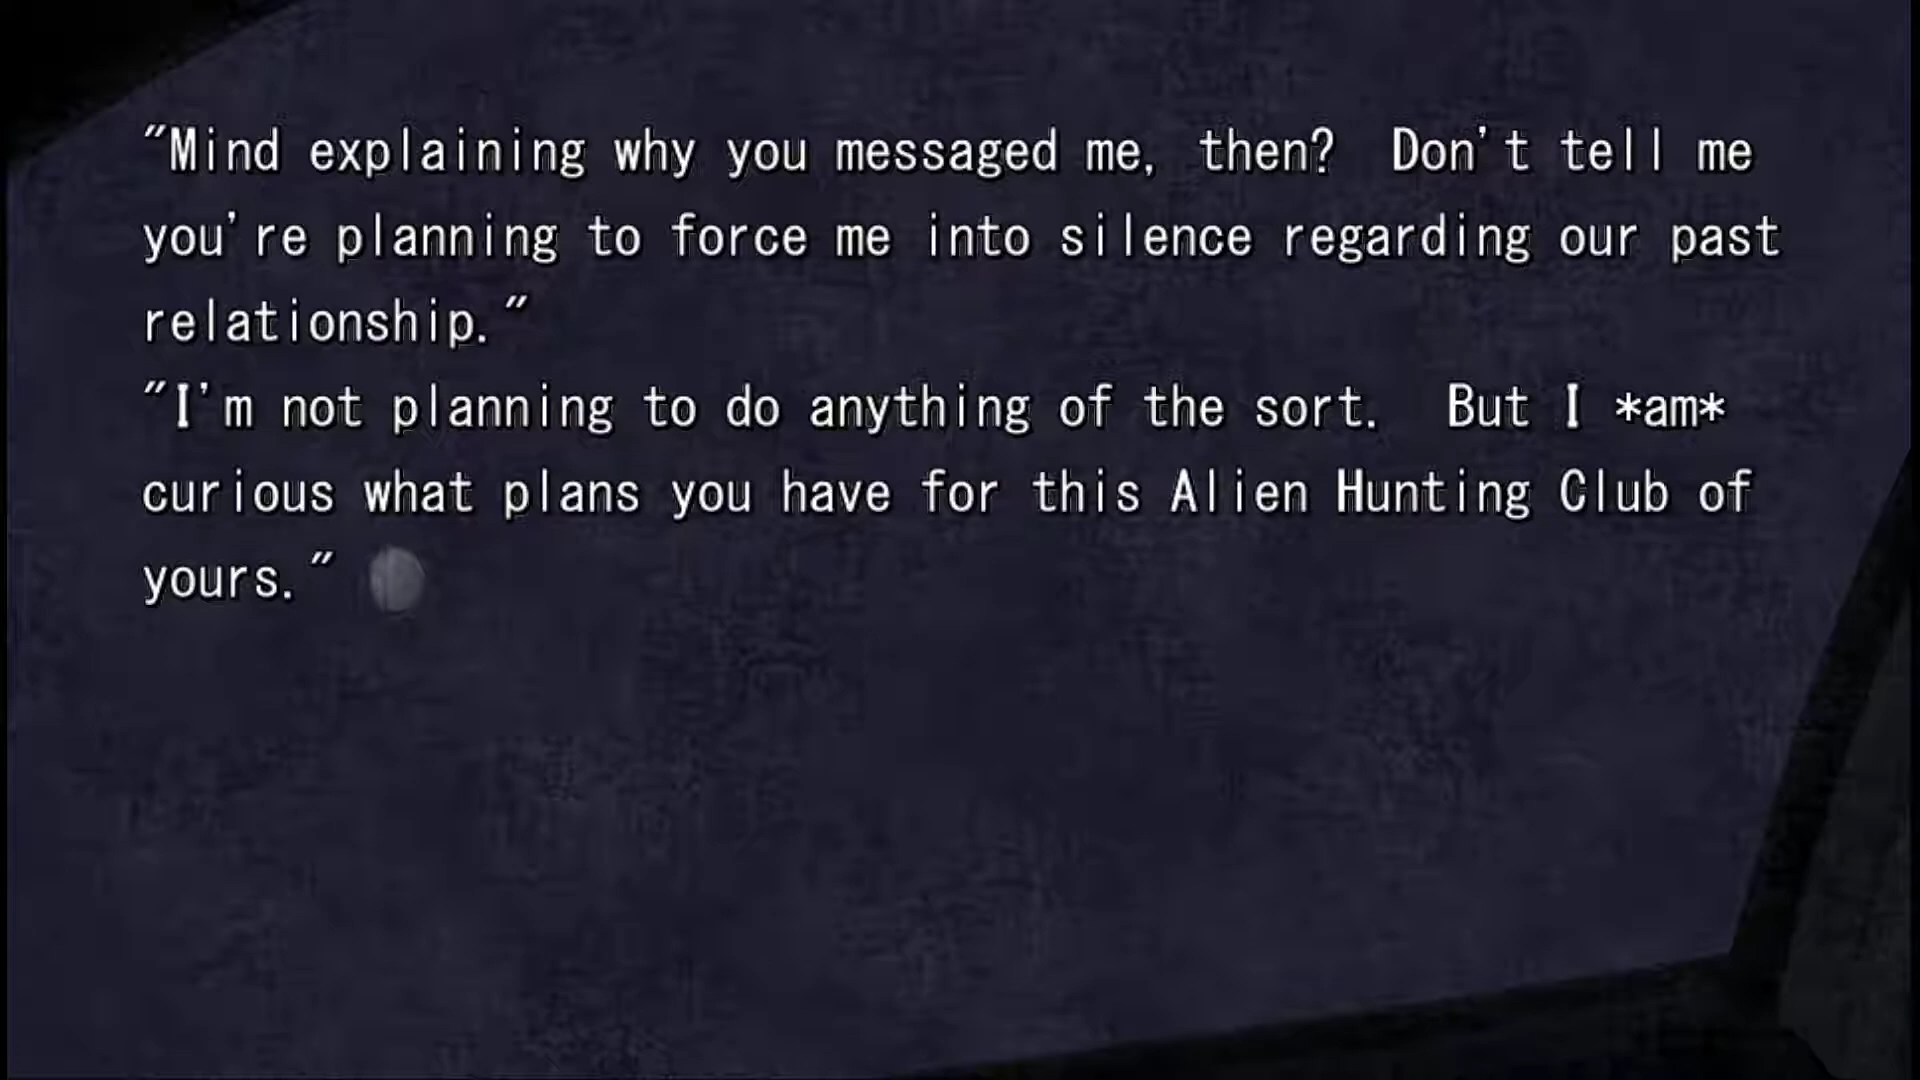 "Mind explaining why you messaged me, then?  Don't tell me
you're planning to force me into silence regarding our past
relationship."
"I'm not planning to do anything of the sort.  But I *am*
curious what plans you have for this Alien Hunting Club of
yours."